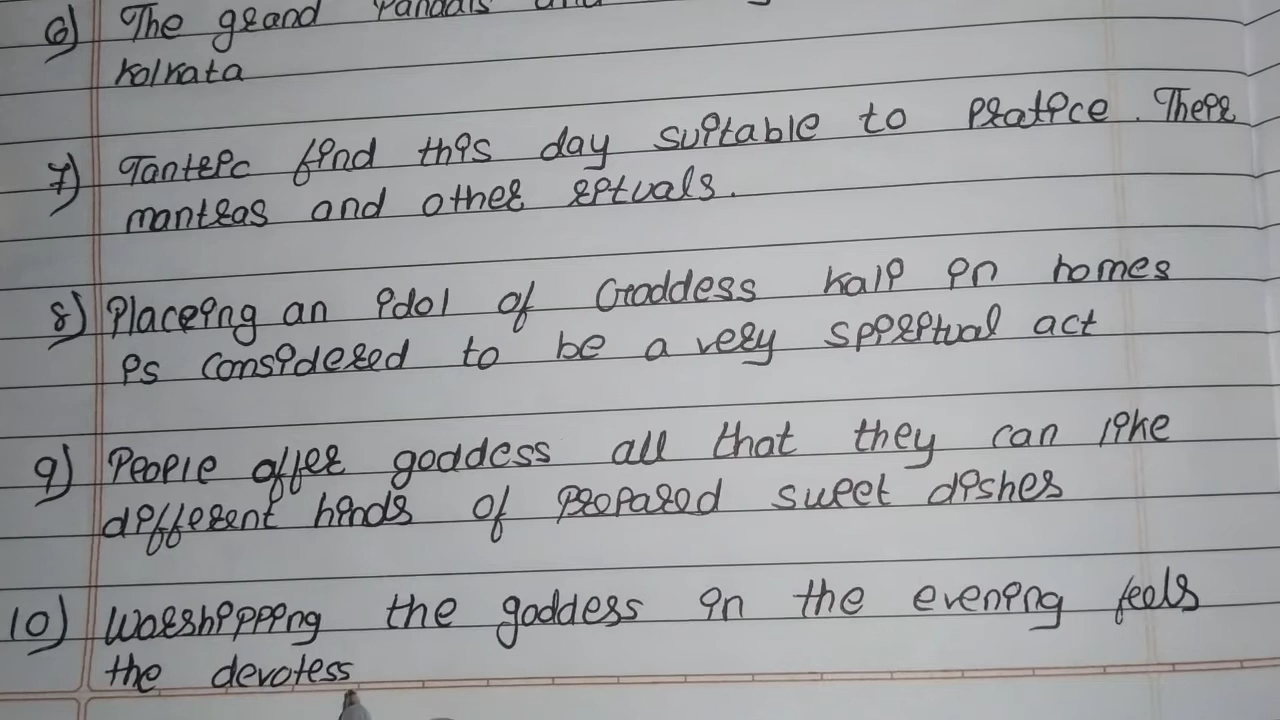 6) The grand Pandals and
Kolkata
7) Tanteric find this day suitable to pratice. Their
mantras and other rituals.
8) Placeing an idol of Goddess Kali in homes
is considered to be a very spiritual act
9) People offer goddess all that they can like
different kinds of prepared sweet dishes
10) Worshipping the goddess in the evening feels
the devotess